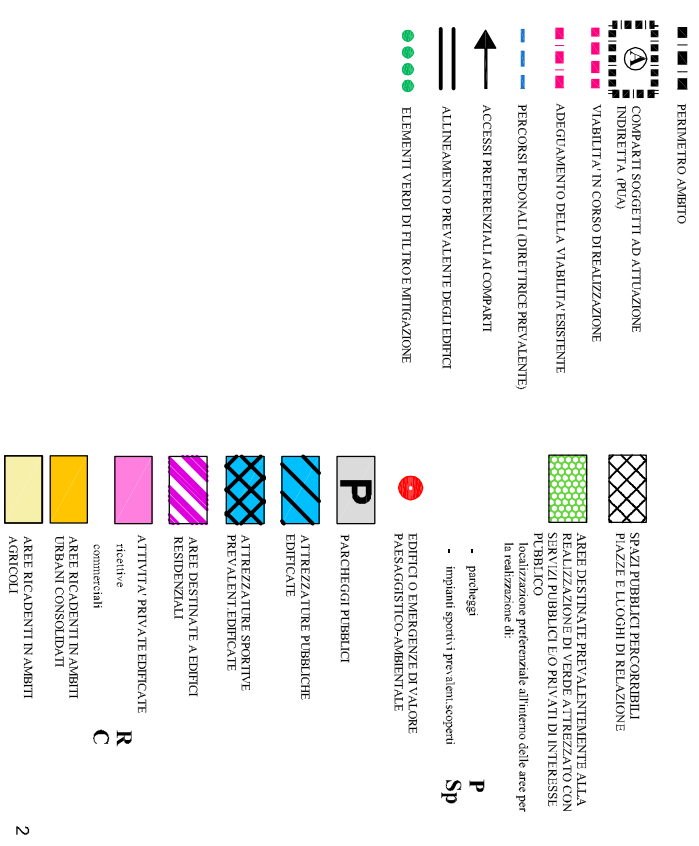 PERIMETRO AMBITO
A
COMPARTI SOGGETTI AD ATTUAZIONE
INDIRETTA (PUA)
VIABILITA' IN CORSO DI REALIZZAZIONE
ADEGUAMENTO DELLA VIABILITA' ESISTENTE
PERCORSI PEDONALI (DIRETTRICE PREVALENTE)
ACCESSI PREFERENZIALI AI COMPARTI
ALLINEAMENTO PREVALENTE DEGLI EDIFICI
ELEMENTI VERDI DI FILTRO E MITIGAZIONE
SPAZI PUBBLICI PERCORRIBILI
PIAZZE E LUOGHI DI RELAZIONE
AREE DESTINATE PREVALENTEMENTE ALLA
REALIZZAZIONE DI VERDE ATTREZZATO CON
SERVIZI PUBBLICI E/O PRIVATI DI INTERESSE
PUBBLICO
localizzazione preferenziale all'interno delle aree per
la realizzazione di:
- parcheggi P
- impianti sportivi prevalent.scoperti Sp
EDIFICI O EMERGENZE DI VALORE
PAESAGGISTICO-AMBIENTALE
P
PARCHEGGI PUBBLICI
ATTREZZATURE PUBBLICHE
EDIFICATE
ATTREZZATURE SPORTIVE
PREVALENT.EDIFICATE
AREE DESTINATE A EDIFICI
RESIDENZIALI
ATTIVITA' PRIVATE EDIFICATE
ricettive R
commerciali C
AREE RICADENTI IN AMBITI
URBANI CONSOLIDATI
AREE RICADENTI IN AMBITI
AGRICOLI
2